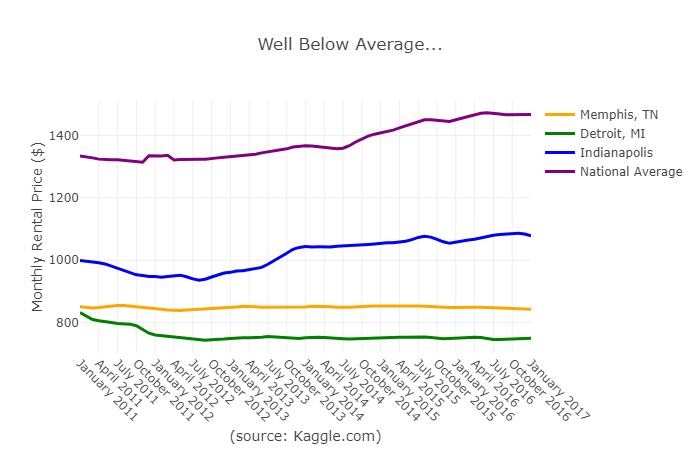 Well Below Average...
Memphis, TN
Detroit, MI
Indianapolis
National Average
Monthly Rental Price ($)
1400
1200
1000
800
January 2011
April 2011
July 2011
October 2011
January 2012
April 2012
July 2012
October 2012
January 2013
April 2013
July 2013
October 2013
January 2014
April 2014
July 2014
October 2014
January 2015
April 2015
July 2015
October 2015
January 2016
April 2016
July 2016
October 2016
January 2017
(source: Kaggle.com)